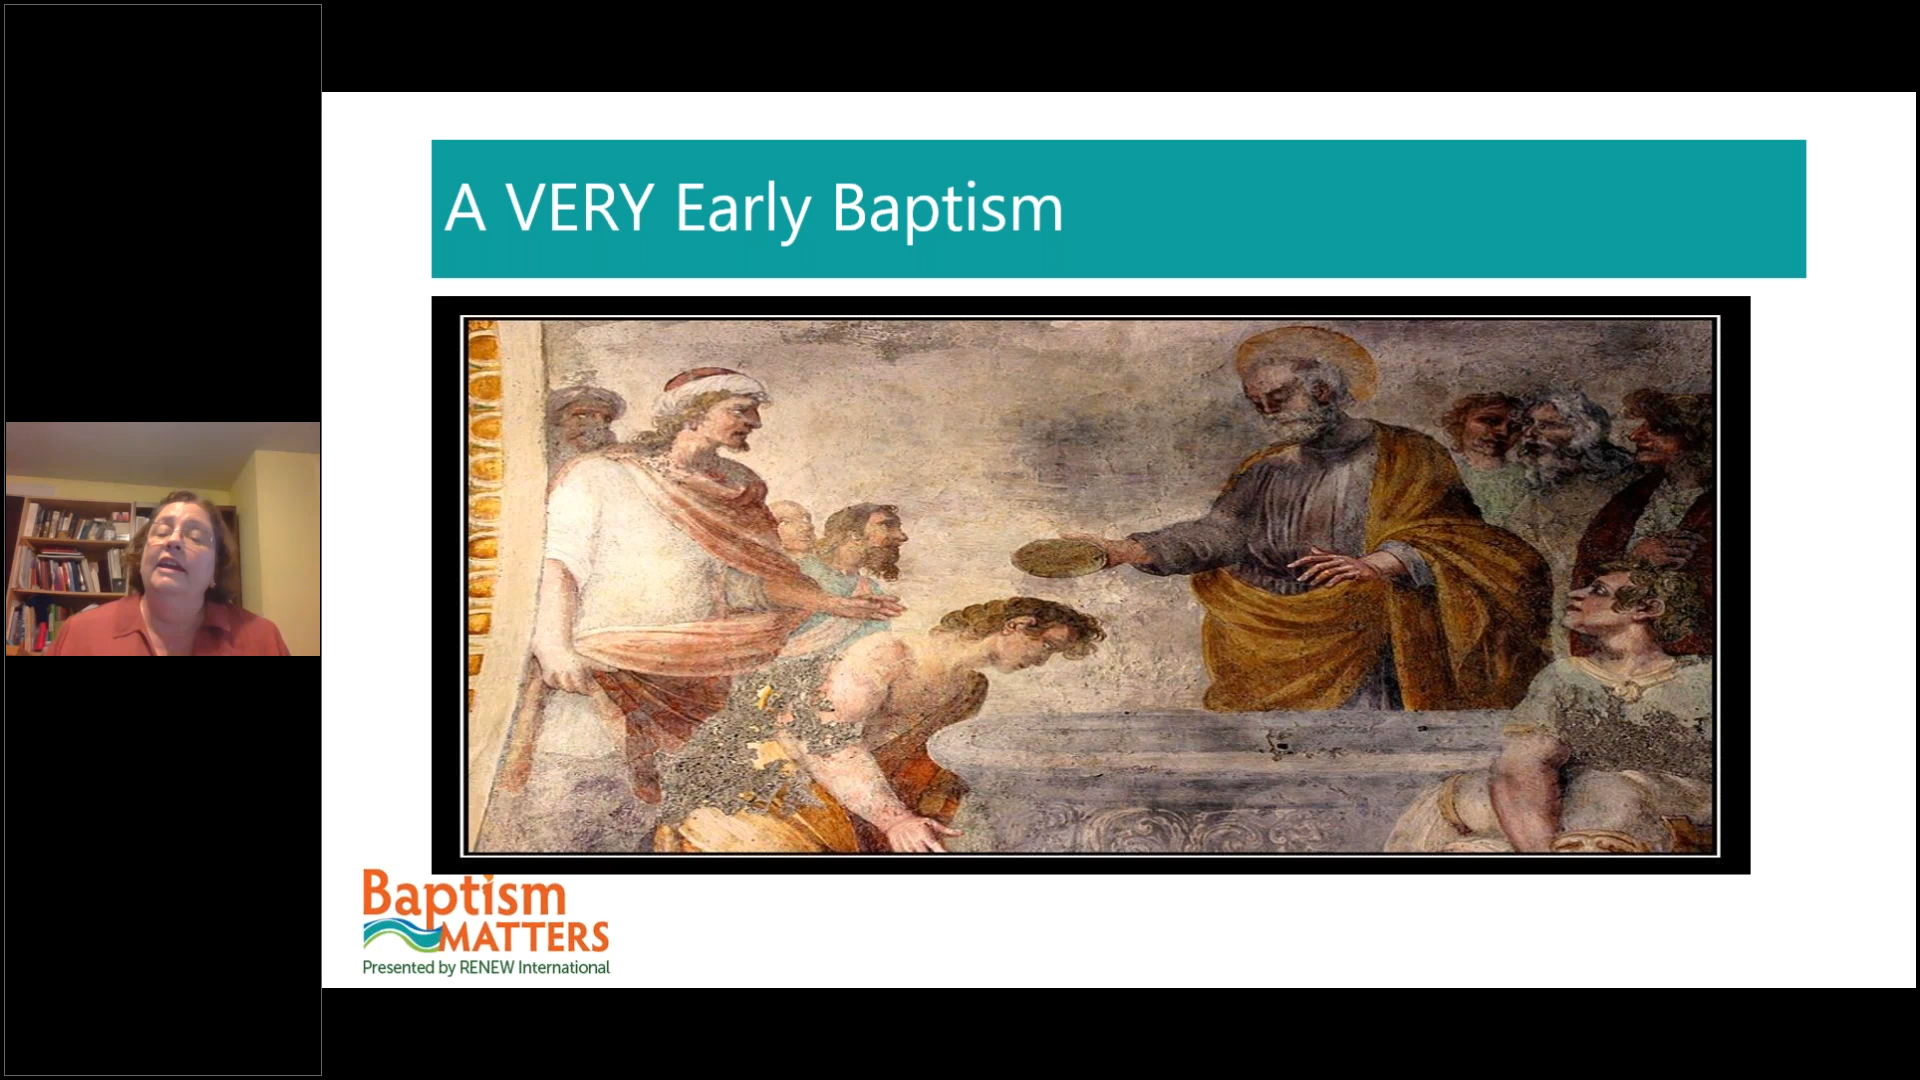 A VERY Early Baptism
Baptism
MATTERS
Presented by RENEW International